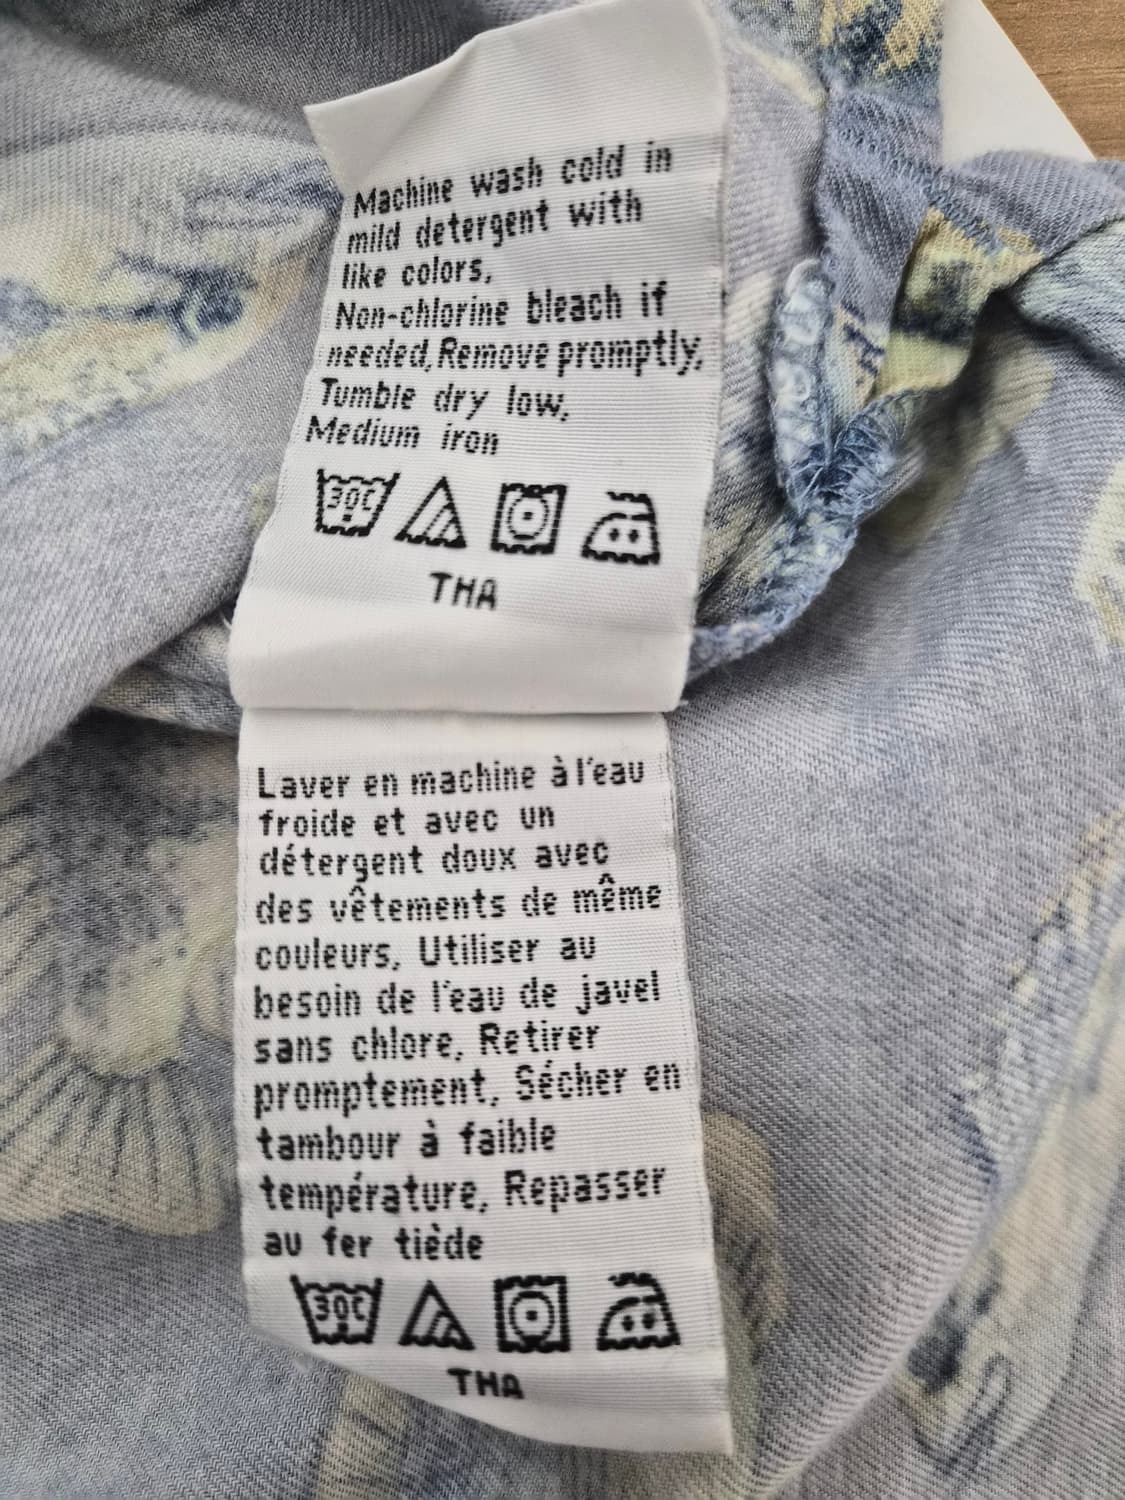 Machine wash cold in
mild detergent with
like colors,
Non-chlorine bleach if
needed, Remove promptly,
Tumble dry low,
Medium iron
30C
THA
Laver en machine à l'eau
froide et avec un
détergent doux avec
des vêtements de même
couleurs, Utiliser au
besoin de l'eau de javel
sans chlore, Retirer
promptement, Sécher en
tambour à faible
température, Repasser
au fer tiède
30C
THA